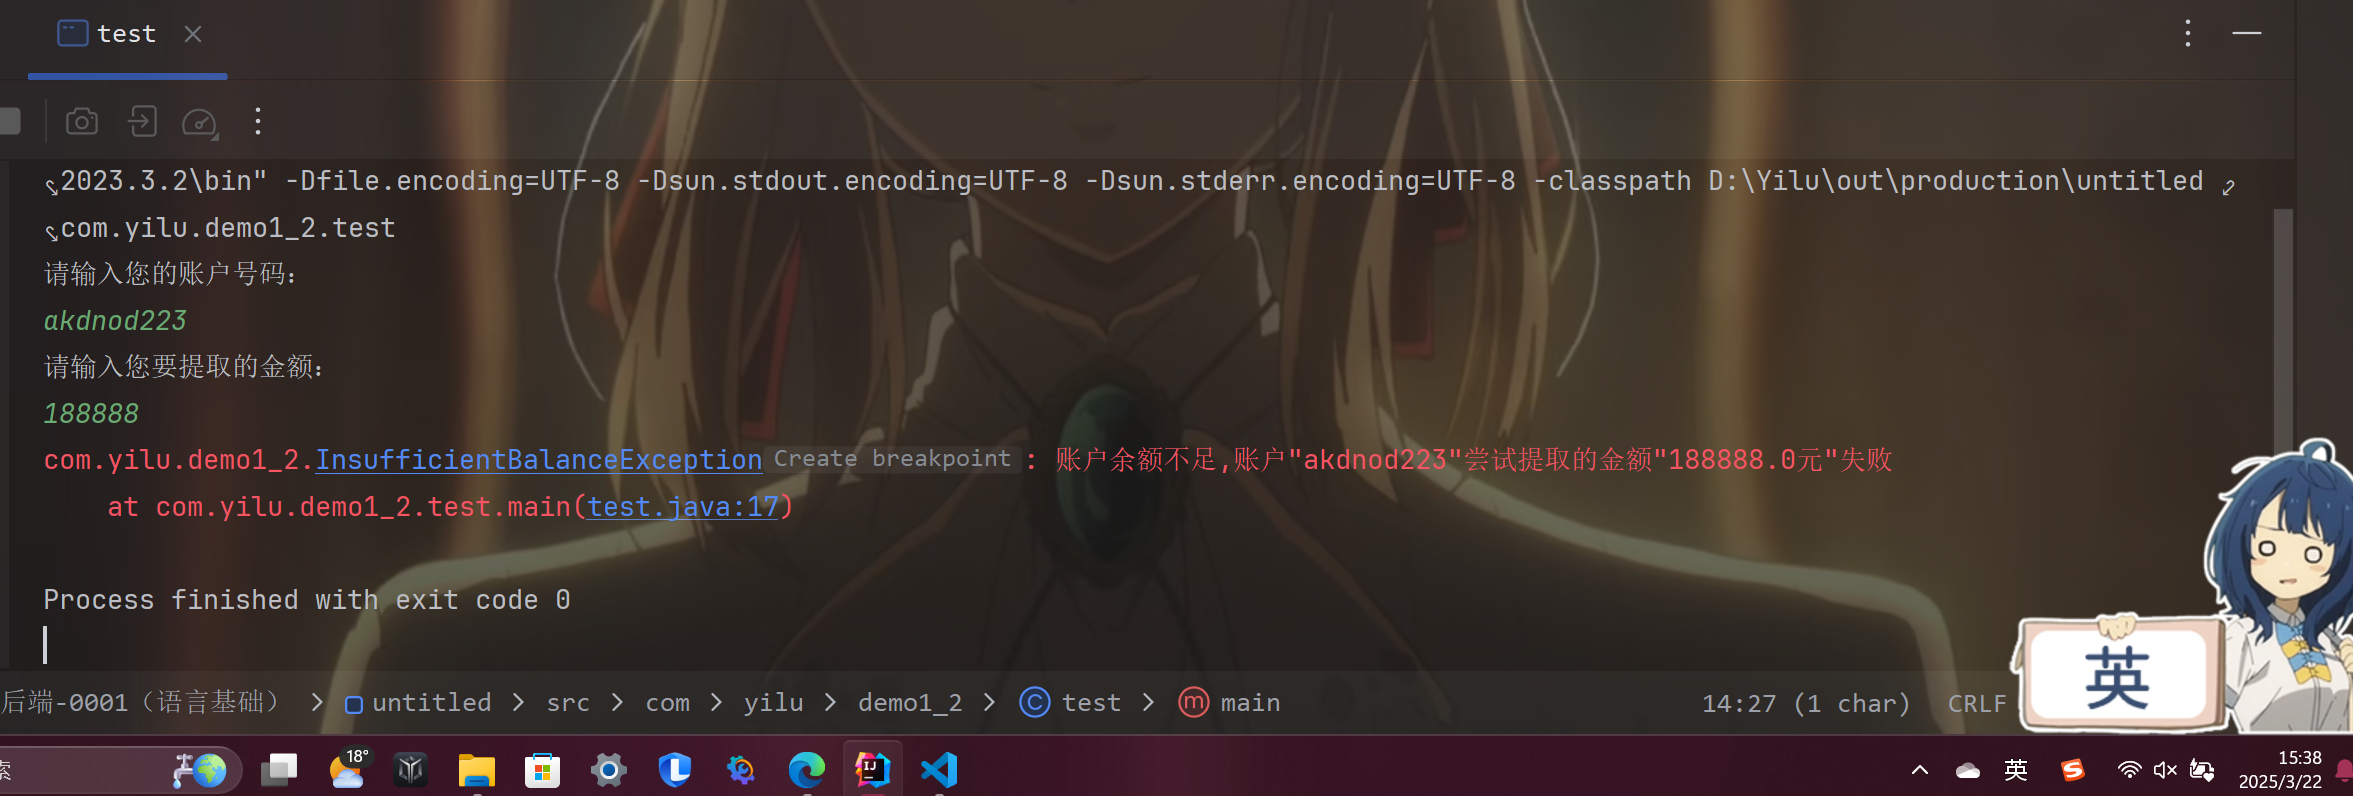 test
2023.3.2\bin" -Dfile.encoding=UTF-8 -Dsun.stdout.encoding=UTF-8 -Dsun.stderr.encoding=UTF-8 -classpath D:\Yilu\out\production\untitled
com.yilu.demo1_2.test
请输入您的账户号码：
akdnod223
请输入您要提取的金额：
188888
com.yilu.demo1_2.InsufficientBalanceException Create breakpoint : 账户余额不足,账户"akdnod223"尝试提取的金额"188888.0元"失败
at com.yilu.demo1_2.test.main(test.java:17)
Process finished with exit code 0
英
后端-0001（语言基础） > untitled > src > com > yilu > demo1_2 > test > main 14:27 (1 char) CRLF
索 18° 英 15:38
2025/3/22